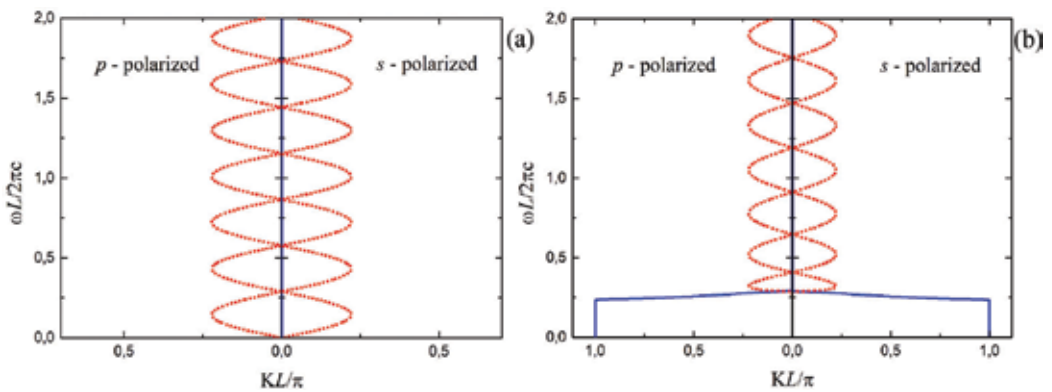 2,0
1,5
1,0
0,5
0,0
ωL/2πc
p - polarized
s - polarized
(a)
0,5 0,0 0,5
KL/π
2,0
1,5
1,0
0,5
0,0
ωL/2πc
p - polarized
s - polarized
(b)
1,0 0,5 0,0 0,5 1,0
KL/π